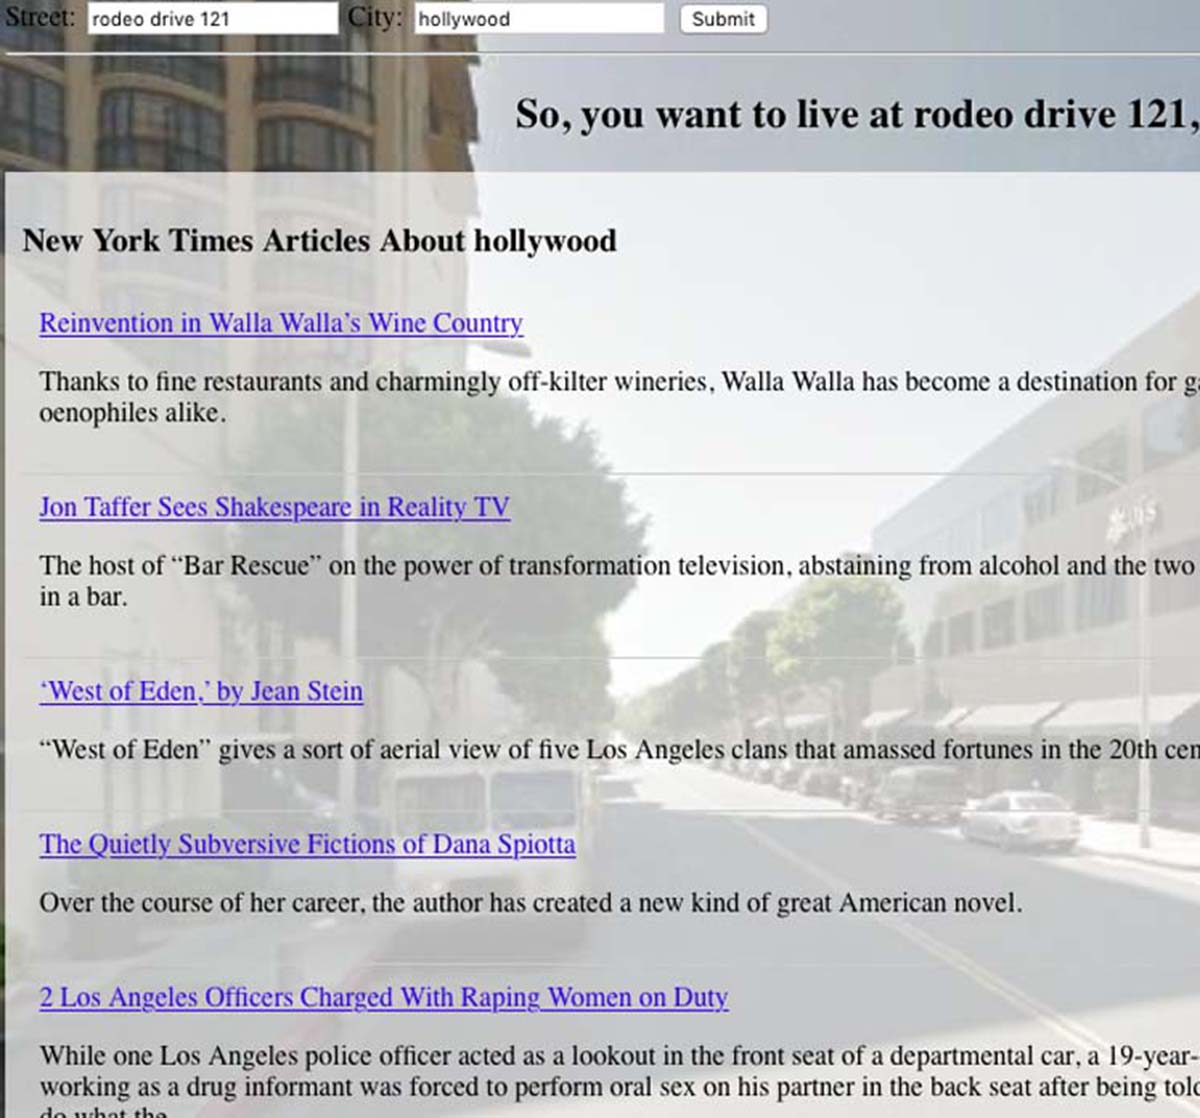 Street: rodeo drive 121 City: hollywood Submit
So, you want to live at rodeo drive 121,
New York Times Articles About hollywood
Reinvention in Walla Walla’s Wine Country
Thanks to fine restaurants and charmingly off-kilter wineries, Walla Walla has become a destination for
oenophiles alike.
Jon Taffer Sees Shakespeare in Reality TV
The host of “Bar Rescue” on the power of transformation television, abstaining from alcohol and the two
in a bar.
‘West of Eden,’ by Jean Stein
“West of Eden” gives a sort of aerial view of five Los Angeles clans that amassed fortunes in the 20th
The Quietly Subversive Fictions of Dana Spiotta
Over the course of her career, the author has created a new kind of great American novel.
2 Los Angeles Officers Charged With Raping Women on Duty
While one Los Angeles police officer acted as a lookout in the front seat of a departmental car, a 19-year-
working as a drug informant was forced to perform oral sex on his partner in the back seat after being told
do what the